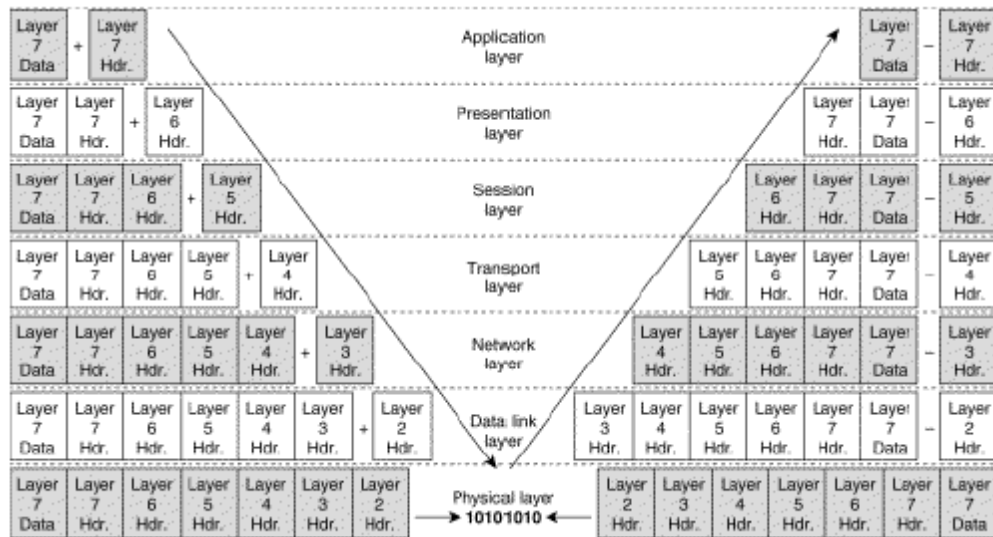 Layer Layer Application Layer Layer
7 + 7 layer 7 – 7
Data Hdr. Data Hdr.
Layer Layer Layer Presentation Layer Layer Layer
7 7 + 6 layer 7 7 – 6
Data Hdr. Hdr. Hdr. Data Hdr.
Layer Layer Layer Layer Session Layer Layer Layer Layer
7 7 6 + 5 layer 6 7 7 – 5
Data Hdr. Hdr. Hdr. Hdr. Hdr. Data Hdr.
Layer Layer Layer Layer Layer Transport Layer Layer Layer Layer Layer
7 7 6 5 + 4 layer 5 6 7 7 – 4
Data Hdr. Hdr. Hdr. Hdr. Hdr. Hdr. Hdr. Data Hdr.
Layer Layer Layer Layer Layer Layer Network Layer Layer Layer Layer Layer Layer
7 7 6 5 4 + 3 layer 4 5 6 7 7 – 3
Data Hdr. Hdr. Hdr. Hdr. Hdr. Hdr. Hdr. Hdr. Hdr. Data Hdr.
Layer Layer Layer Layer Layer Layer Layer Data link Layer Layer Layer Layer Layer Layer Layer
7 7 6 5 4 3 + 2 layer 3 4 5 6 7 7 – 2
Data Hdr. Hdr. Hdr. Hdr. Hdr. Hdr. Hdr. Hdr. Hdr. Hdr. Hdr. Data Hdr.
Layer Layer Layer Layer Layer Layer Layer Physical layer Layer Layer Layer Layer Layer Layer Layer
7 7 6 5 4 3 2 10101010 2 3 4 5 6 7 7
Data Hdr. Hdr. Hdr. Hdr. Hdr. Hdr. Hdr. Hdr. Hdr. Hdr. Hdr. Hdr. Data